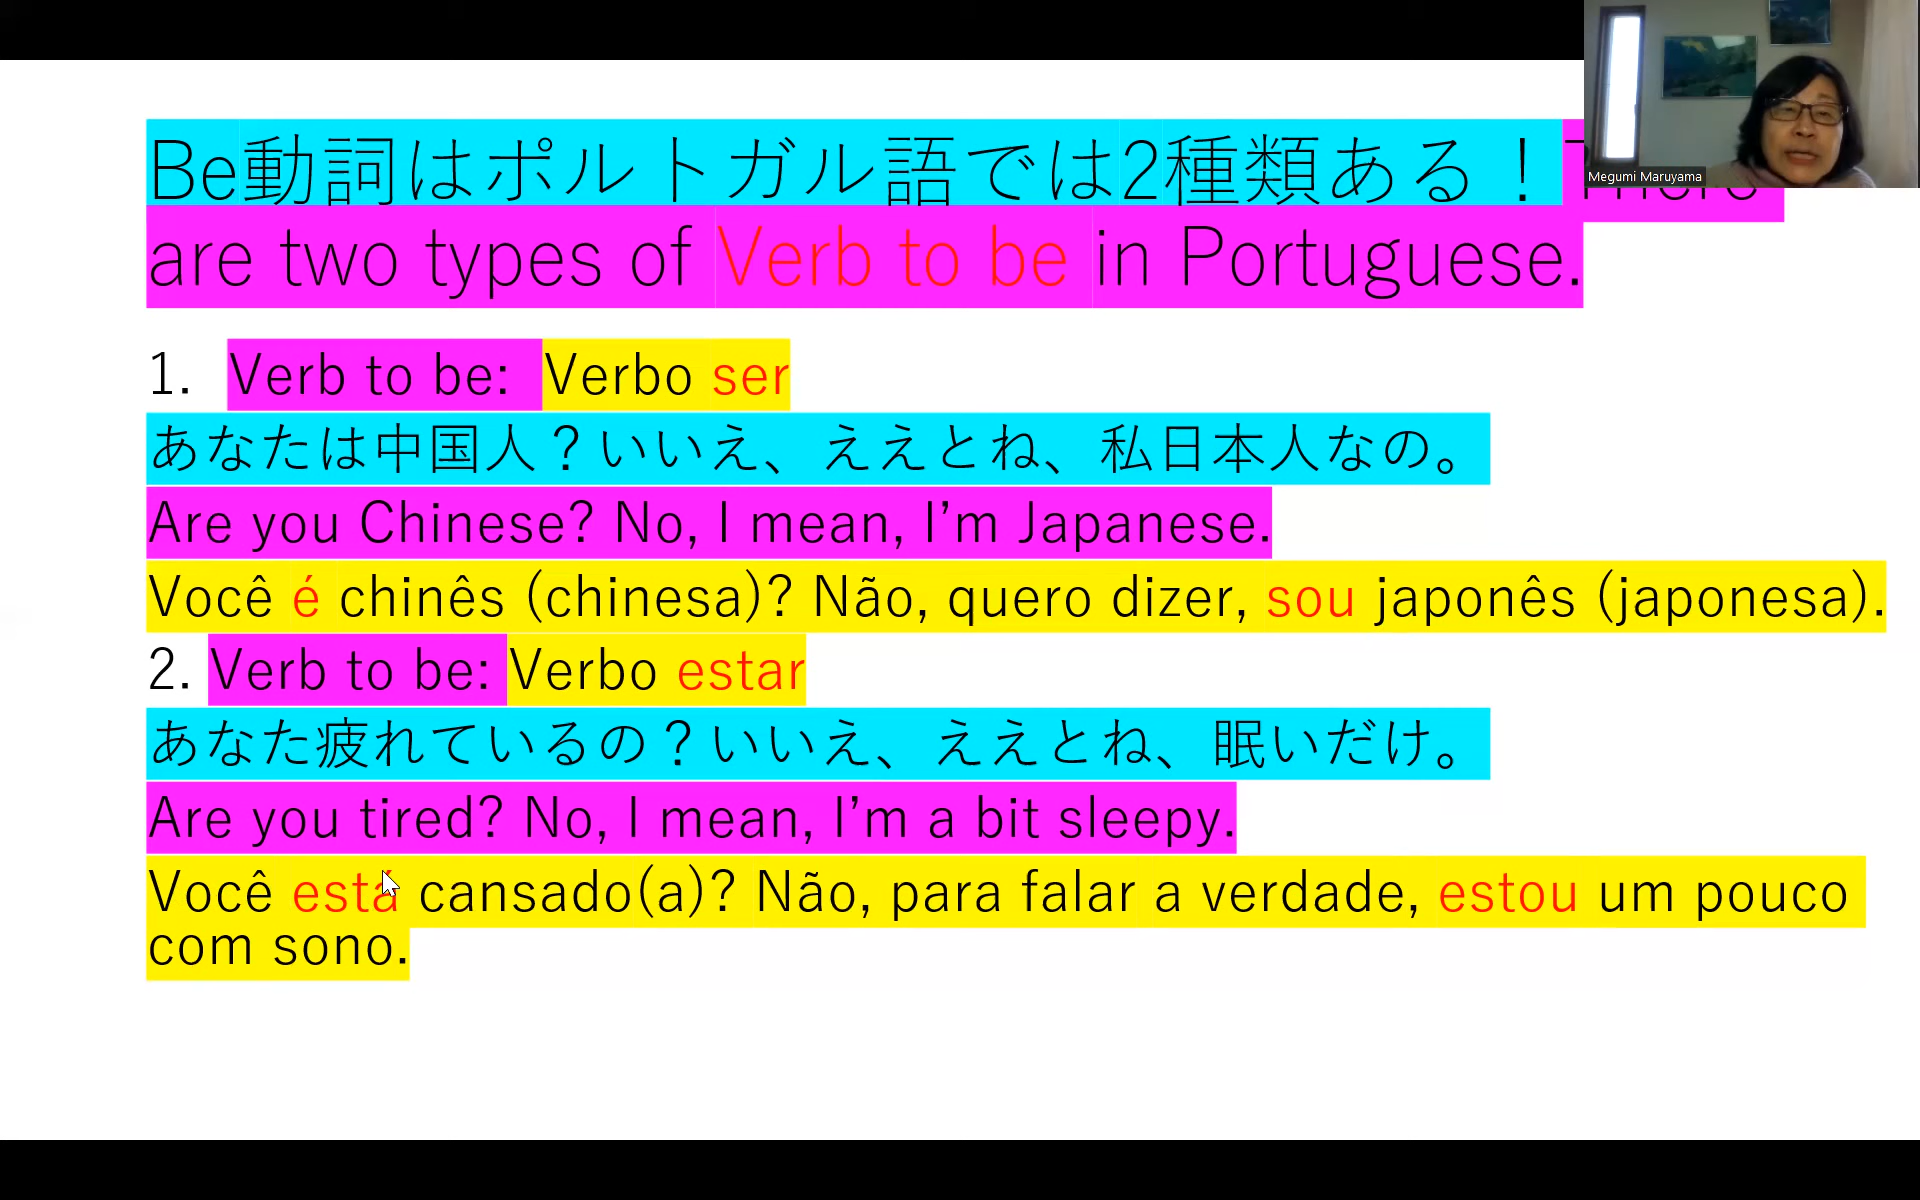 Be動詞はポルトガル語では2種類ある！There
are two types of Verb to be in Portuguese.
1. Verb to be: Verbo ser
あなたは中国人？いいえ、ええとね、私日本人なの。
Are you Chinese? No, I mean, I’m Japanese.
Você é chinês (chinesa)? Não, quero dizer, sou japonês (japonesa).
2. Verb to be: Verbo estar
あなた疲れているの？いいえ、ええとね、眠いだけ。
Are you tired? No, I mean, I’m a bit sleepy.
Você está cansado(a)? Não, para falar a verdade, estou um pouco
com sono.
Megumi Maruyama